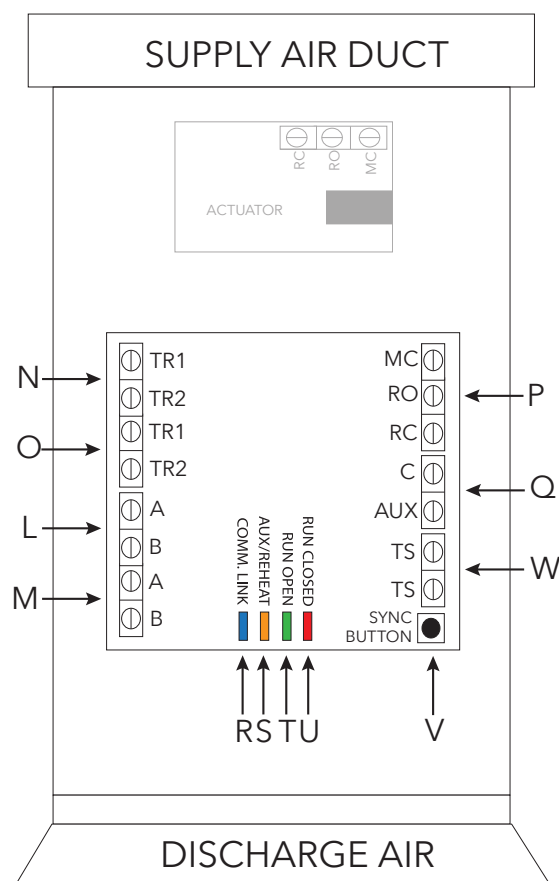 SUPPLY AIR DUCT
RC RO MC
ACTUATOR
N
TR1
TR2
O
TR1
TR2
L
A
B
M
A
B
MC
RO
RC
P
C
AUX
Q
TS
TS
W
SYNC
BUTTON
V
COMM. LINK
AUX/REHEAT
RUN OPEN
RUN CLOSED
R S T U
DISCHARGE AIR